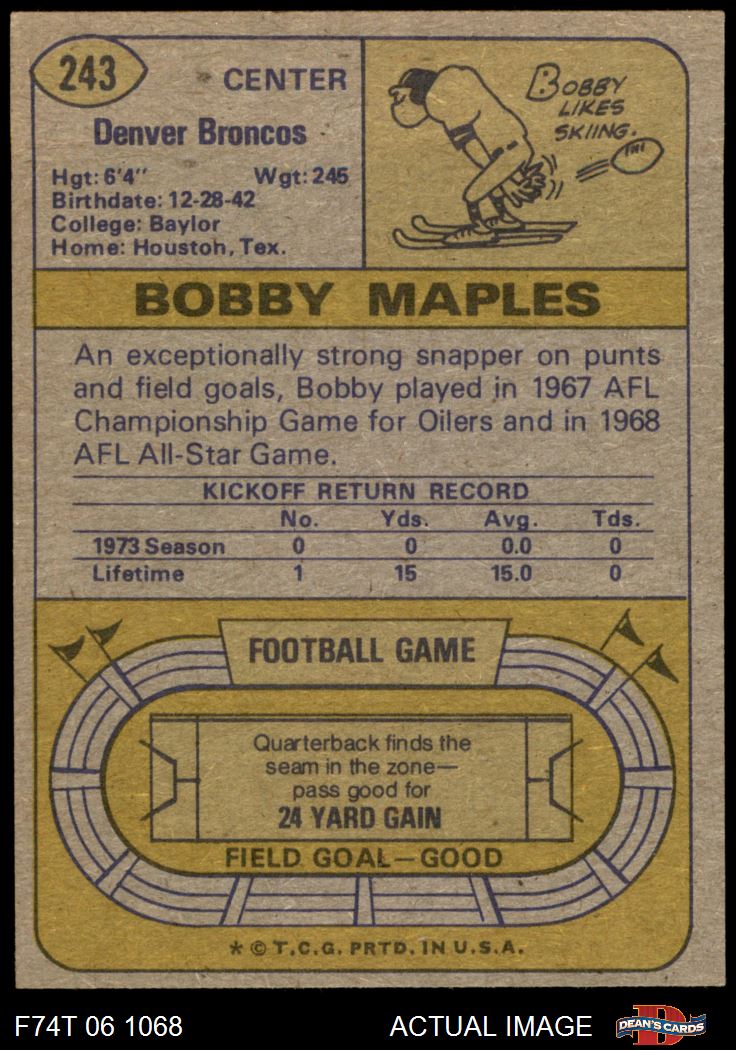 243
CENTER
Denver Broncos
Hgt: 6'4" Wgt: 245
Birthdate: 12-28-42
College: Baylor
Home: Houstoh, Tex.
BOBBY
LIKES
SKIING.
BOBBY MAPLES
An exceptionally strong snapper on punts
and field goals, Bobby played in 1967 AFL
Championship Game for Oilers and in 1968
AFL All-Star Game.
KICKOFF RETURN RECORD
No. Yds. Avg. Tds.
1973 Season 0 0 0.0 0
Lifetime 1 15 15.0 0
FOOTBALL GAME
Quarterback finds the
seam in the zone—
pass good for
24 YARD GAIN
FIELD GOAL—GOOD
* © T.C.G. PRTD. IN U.S.A.
F74T 06 1068 ACTUAL IMAGE
DEAN'S CARDS